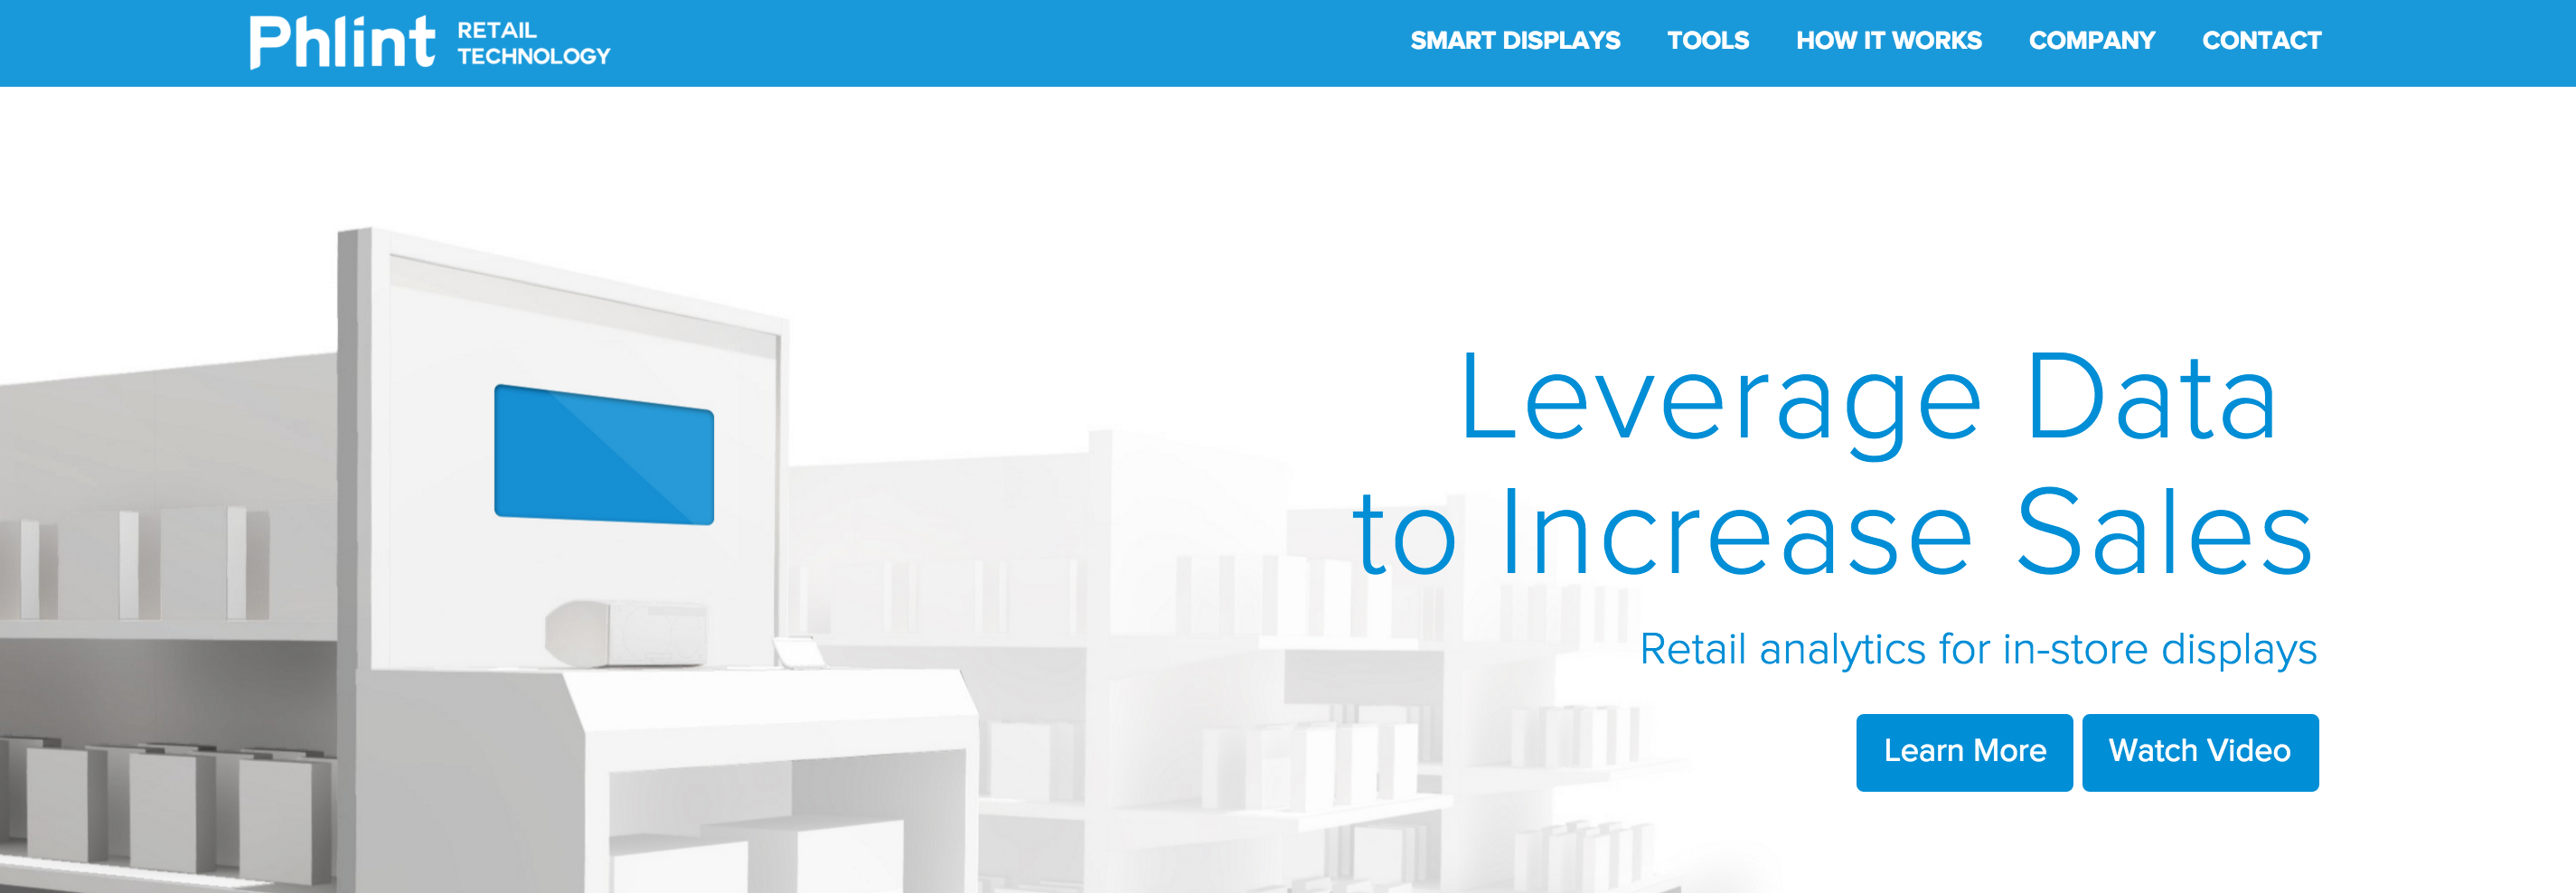 Phlint
RETAIL
TECHNOLOGY
SMART DISPLAYS
TOOLS
HOW IT WORKS
COMPANY
CONTACT
Leverage Data
to Increase Sales
Retail analytics for in-store displays
Learn More
Watch Video